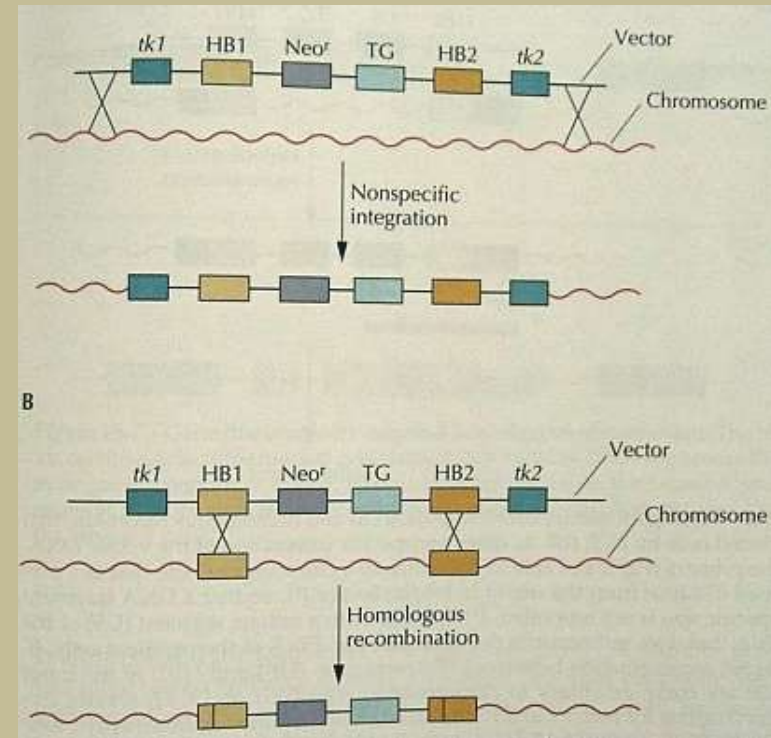 tk1 HB1 Neoʳ TG HB2 tk2
Vector
Chromosome
Nonspecific
integration
B
tk1 HB1 Neoʳ TG HB2 tk2
Vector
Chromosome
Homologous
recombination